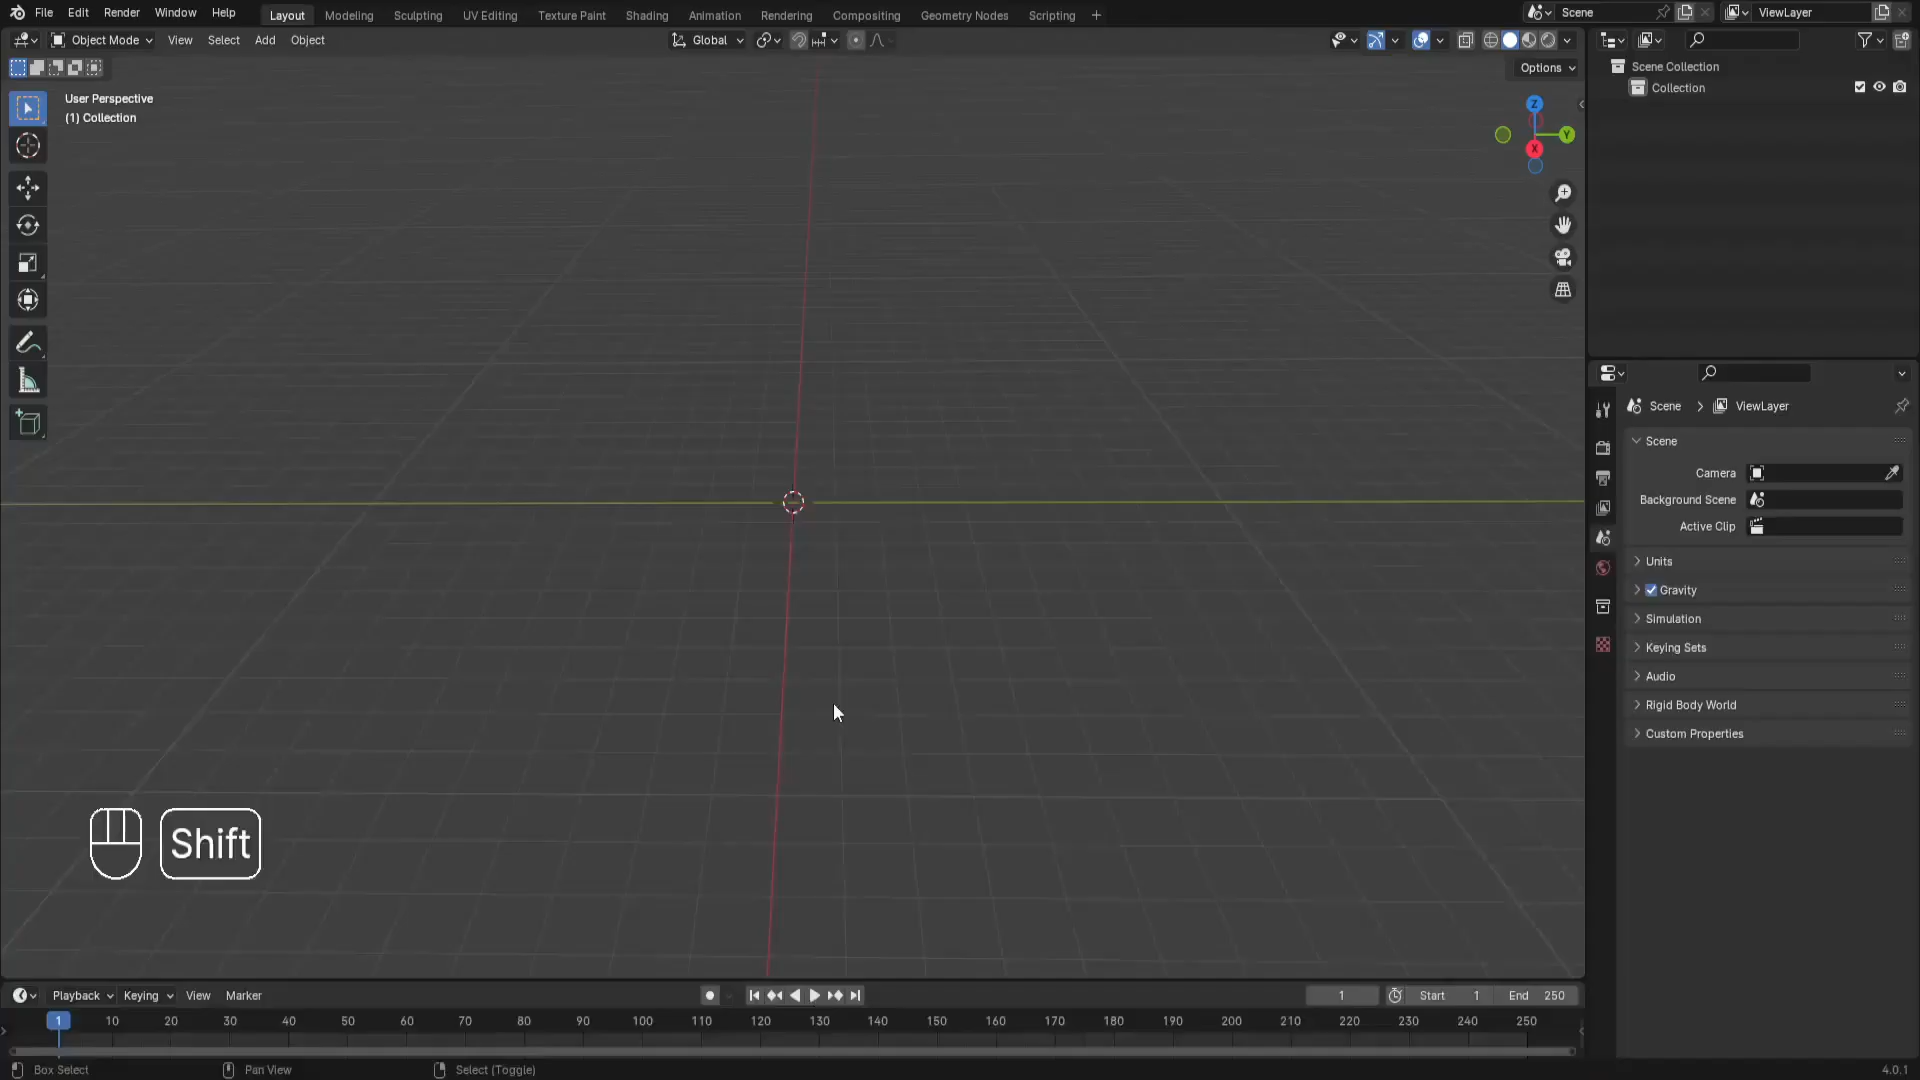 File Edit Render Window Help Layout Modeling Sculpting UV Editing Texture Paint Shading Animation Rendering Compositing Geometry Nodes Scripting + Scene ViewLayer
Object Mode View Select Add Object Global
Options
User Perspective
(1) Collection
Z
Y
X
Scene Collection
Collection
Scene ViewLayer
Scene
Camera
Background Scene
Active Clip
Units
Gravity
Simulation
Keying Sets
Audio
Rigid Body World
Custom Properties
Shift
Playback Keying View Marker 1 Start 1 End 250
1 10 20 30 40 50 60 70 80 90 100 110 120 130 140 150 160 170 180 190 200 210 220 230 240 250
Box Select Pan View Select (Toggle) 4.0.1